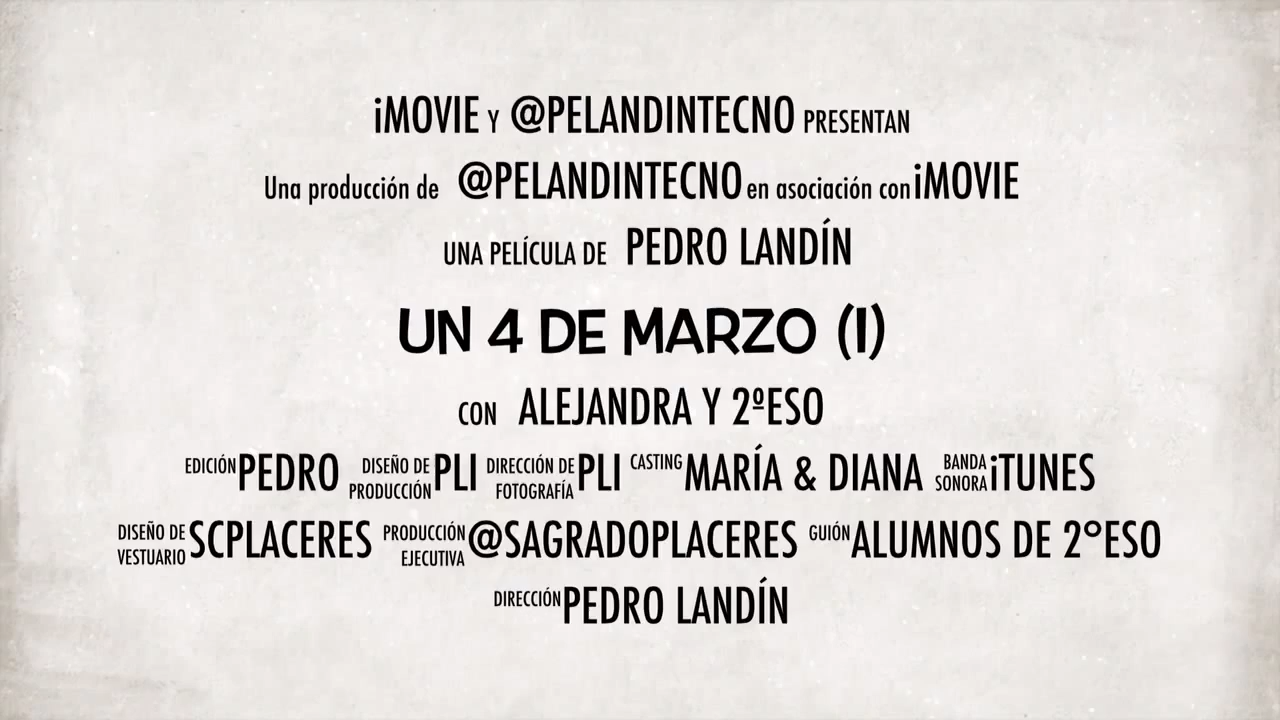 iMOVIE Y @PELANDINTECNO PRESENTAN
Una producción de @PELANDINTECNO en asociación con iMOVIE
UNA PELÍCULA DE PEDRO LANDÍN
UN 4 DE MARZO (I)
CON ALEJANDRA Y 2ºESO
EDICIÓN PEDRO DISEÑO DE PRODUCCIÓN PLI DIRECCIÓN DE FOTOGRAFÍA PLI CASTING MARÍA & DIANA BANDA SONORA iTUNES
DISEÑO DE VESTUARIO SCPLACERES PRODUCCIÓN EJECUTIVA @SAGRADOPLACERES GUIÓN ALUMNOS DE 2°ESO
DIRECCIÓN PEDRO LANDÍN